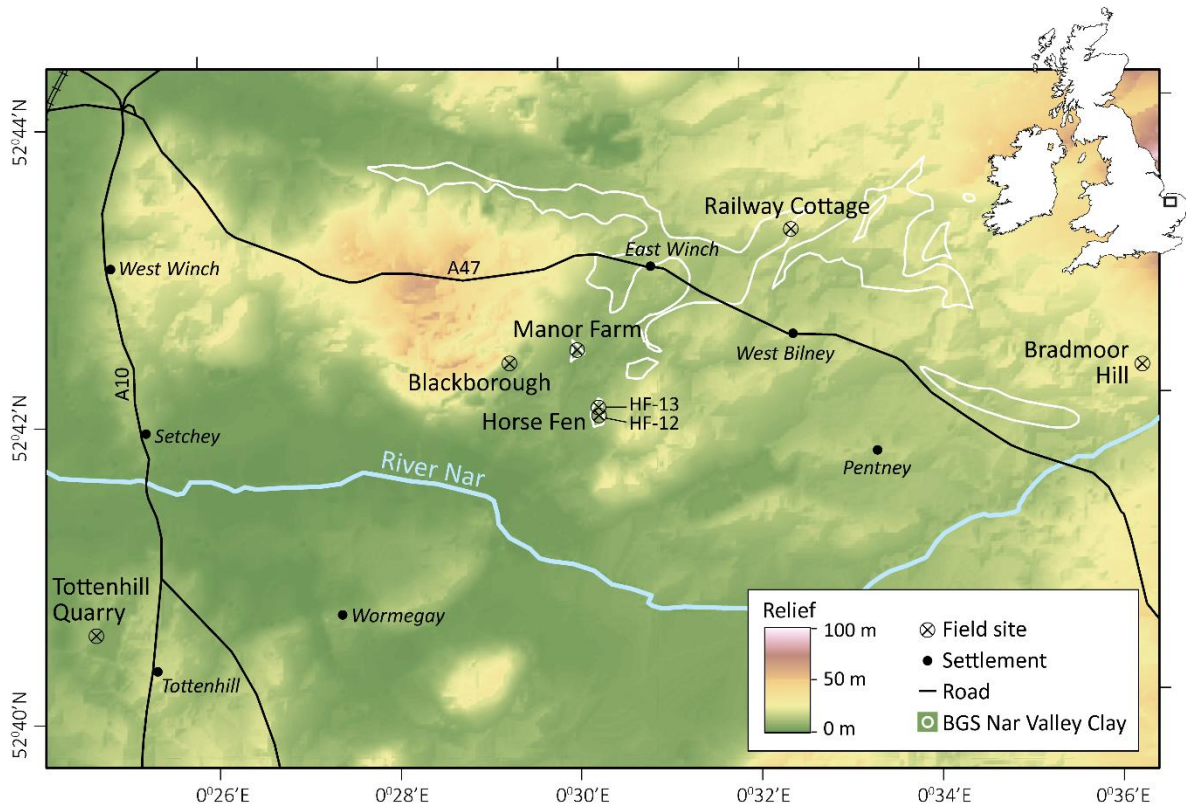 52°44'N
52°42'N
52°40'N
Railway Cottage
East Winch
A47
West Winch
Manor Farm
West Bilney
Bradmoor
Hill
Blackborough
A10
HF-13
Horse Fen
HF-12
Setchey
Pentney
River Nar
Tottenhill
Quarry
Wormegay
Tottenhill
Relief
100 m
50 m
0 m
Field site
Settlement
Road
BGS Nar Valley Clay
0°26'E
0°28'E
0°30'E
0°32'E
0°34'E
0°36'E